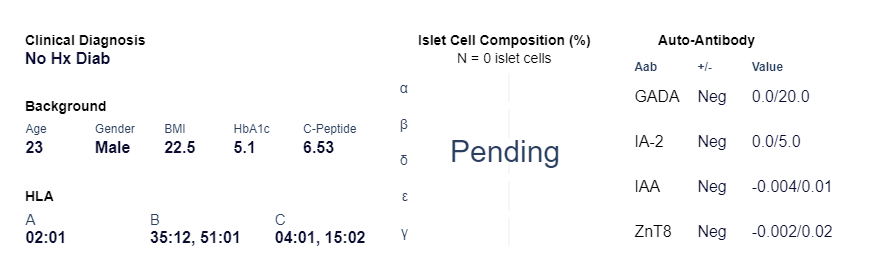 Clinical Diagnosis
No Hx Diab
Background
Age Gender BMI HbA1c C-Peptide
23 Male 22.5 5.1 6.53
HLA
A B C
02:01 35:12, 51:01 04:01, 15:02
Islet Cell Composition (%)
N = 0 islet cells
α
β
δ
ε
γ
Pending
Auto-Antibody
Aab +/- Value
GADA Neg 0.0/20.0
IA-2 Neg 0.0/5.0
IAA Neg -0.004/0.01
ZnT8 Neg -0.002/0.02